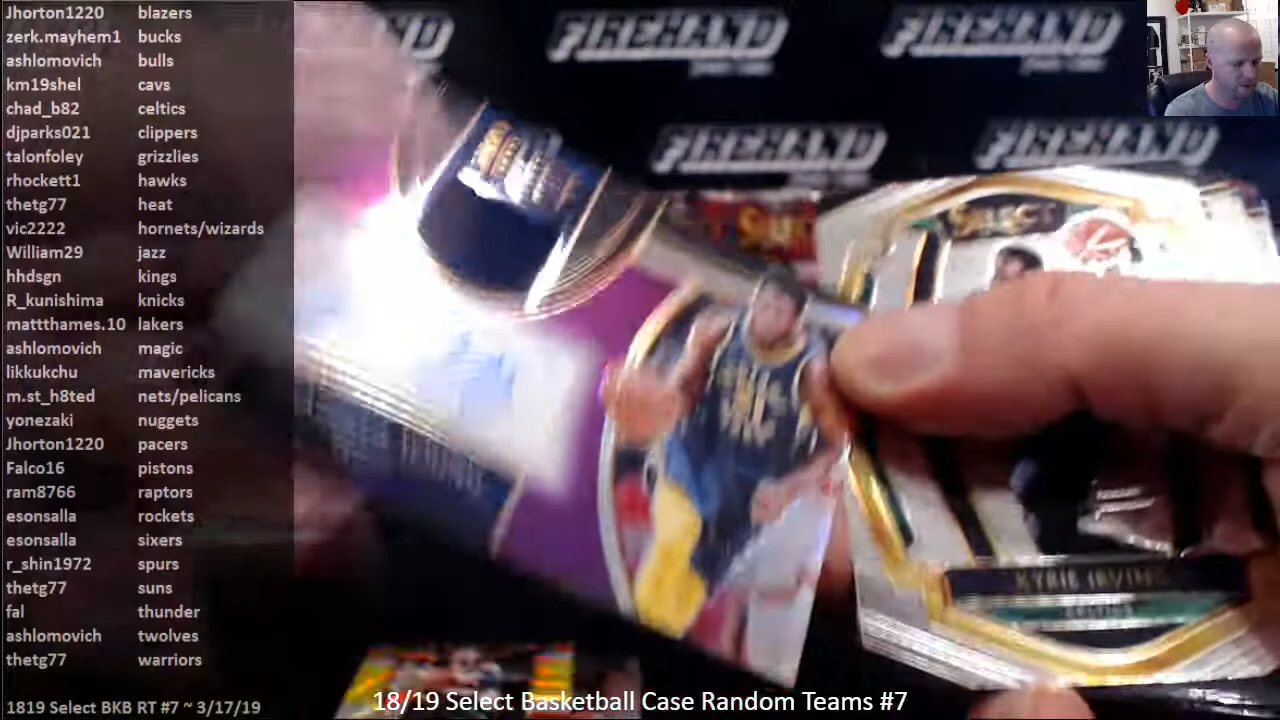 Jhorton1220 blazers
zerk.mayhem1 bucks
ashlomovich bulls
km19shel cavs
chad_b82 celtics
djparks021 clippers
talonfoley grizzlies
rhockett1 hawks
thetg77 heat
vic2222 hornets/wizards
William29 jazz
hhdsgn kings
R_kunishima knicks
mattthames.10 lakers
ashlomovich magic
likkukchu mavericks
m.st_h8ted nets/pelicans
yonezaki nuggets
Jhorton1220 pacers
Falco16 pistons
ram8766 raptors
esonsalla rockets
esonsalla sixers
r_shin1972 spurs
thetg77 suns
fal thunder
ashlomovich twolves
thetg77 warriors
1819 Select BKB RT #7 ~ 3/17/19
FIREHAND
FIREHAND
FIREHAND
FIREHAND
SELECT
KYRIE IRVING
CELTICS
18/19 Select Basketball Case Random Teams #7